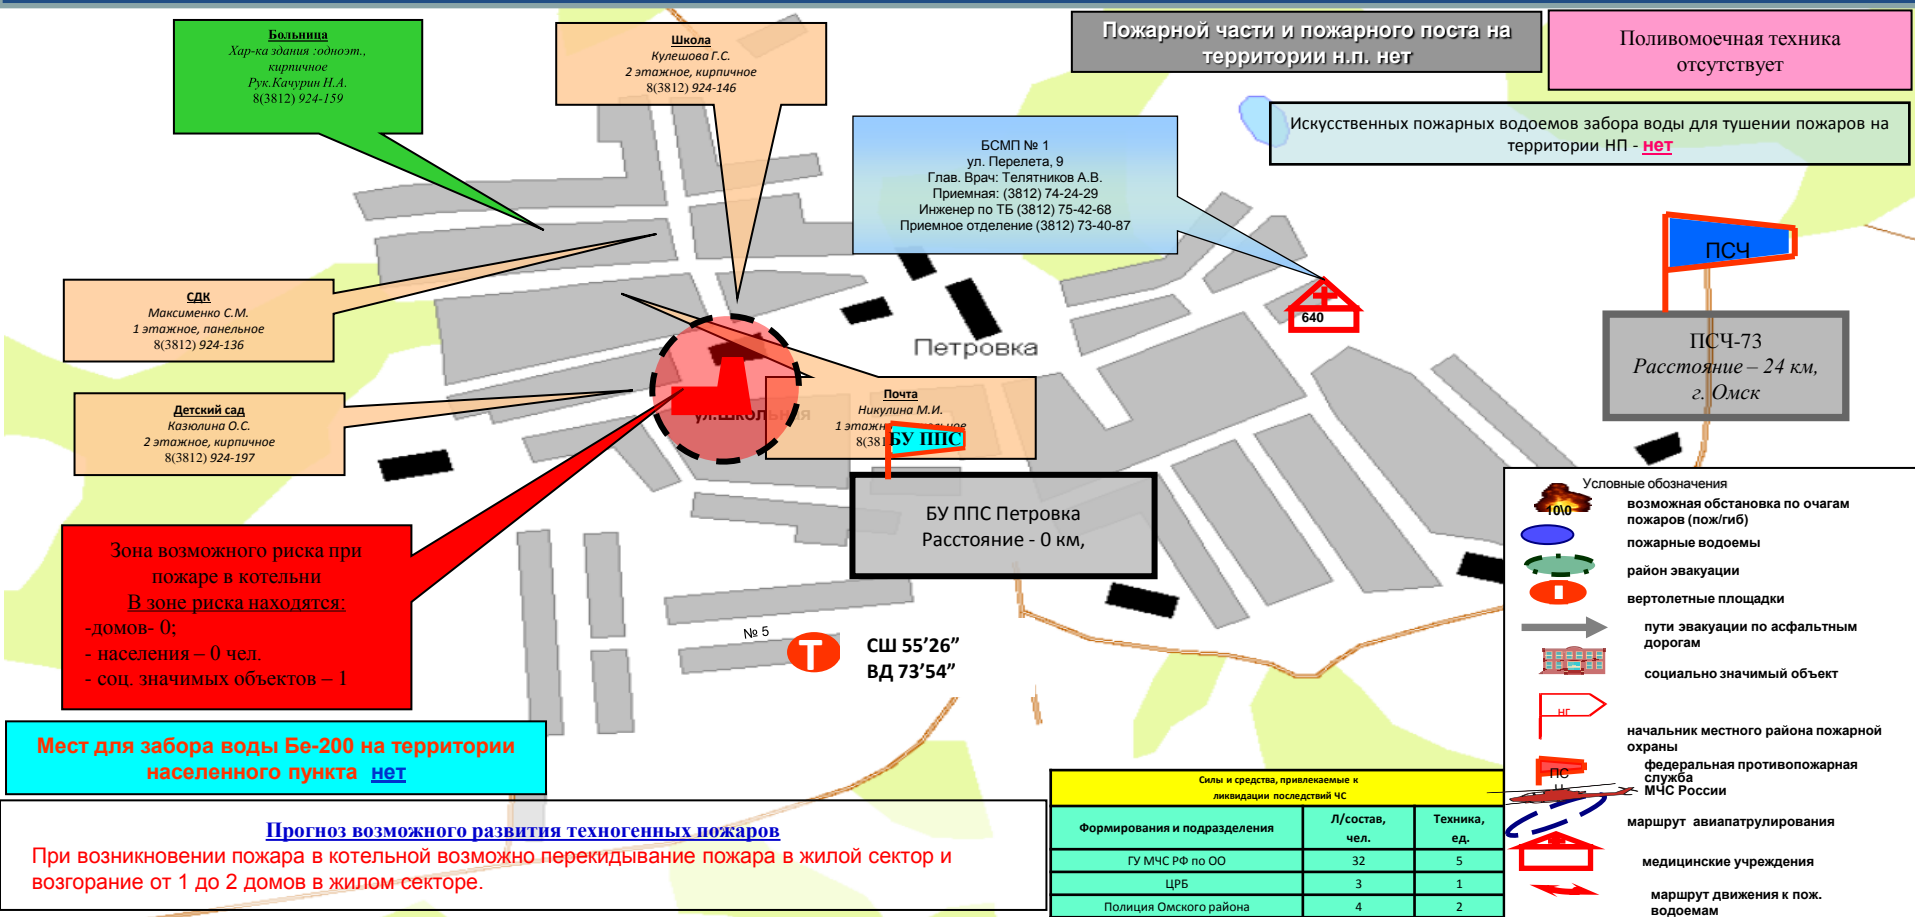 Больница
Хар-ка здания :одноэт.,
кирпичное
Рук.Качурин Н.А.
8(3812) 924-159
Школа
Кулешова Г.С.
2 этажное, кирпичное
8(3812) 924-146
Пожарной части и пожарного поста на
территории н.п. нет
Поливомоечная техника
отсутствует
Искусственных пожарных водоемов забора воды для тушении пожаров на
территории НП - нет
БСМП № 1
ул. Перелета, 9
Глав. Врач: Телятников А.В.
Приемная: (3812) 74-24-29
Инженер по ТБ (3812) 75-42-68
Приемное отделение (3812) 73-40-87
ПСЧ
СДК
Максименко С.М.
1 этажное, панельное
8(3812) 924-136
640
Петровка
ПСЧ-73
Расстояние – 24 км,
г. Омск
Детский сад
Казюлина О.С.
2 этажное, кирпичное
8(3812) 924-197
ул.Школьная
Почта
Никулина М.И.
1 этажн
8(381
БУ ППС
БУ ППС Петровка
Расстояние - 0 км,
Зона возможного риска при
пожаре в котельни
В зоне риска находятся:
-домов- 0;
- населения – 0 чел.
- соц. значимых объектов – 1
№ 5
Т
СШ 55’26”
ВД 73’54”
Мест для забора воды Бе-200 на территории
населенного пункта нет
Прогноз возможного развития техногенных пожаров
При возникновении пожара в котельной возможно перекидывание пожара в жилой сектор и
возгорание от 1 до 2 домов в жилом секторе.
Силы и средства, привлекаемые к
ликвидации последствий ЧС
Формирования и подразделения Л/состав, чел. Техника, ед.
ГУ МЧС РФ по ОО 32 5
ЦРБ 3 1
Полиция Омского района 4 2
Условные обозначения
10\0
возможная обстановка по очагам
пожаров (пож/гиб)
пожарные водоемы
район эвакуации
вертолетные площадки
пути эвакуации по асфальтным
дорогам
социально значимый объект
НГ
начальник местного района пожарной
охраны
ПС
федеральная противопожарная
служба
МЧС России
маршрут авиапатрулирования
медицинские учреждения
маршрут движения к пож.
водоемам